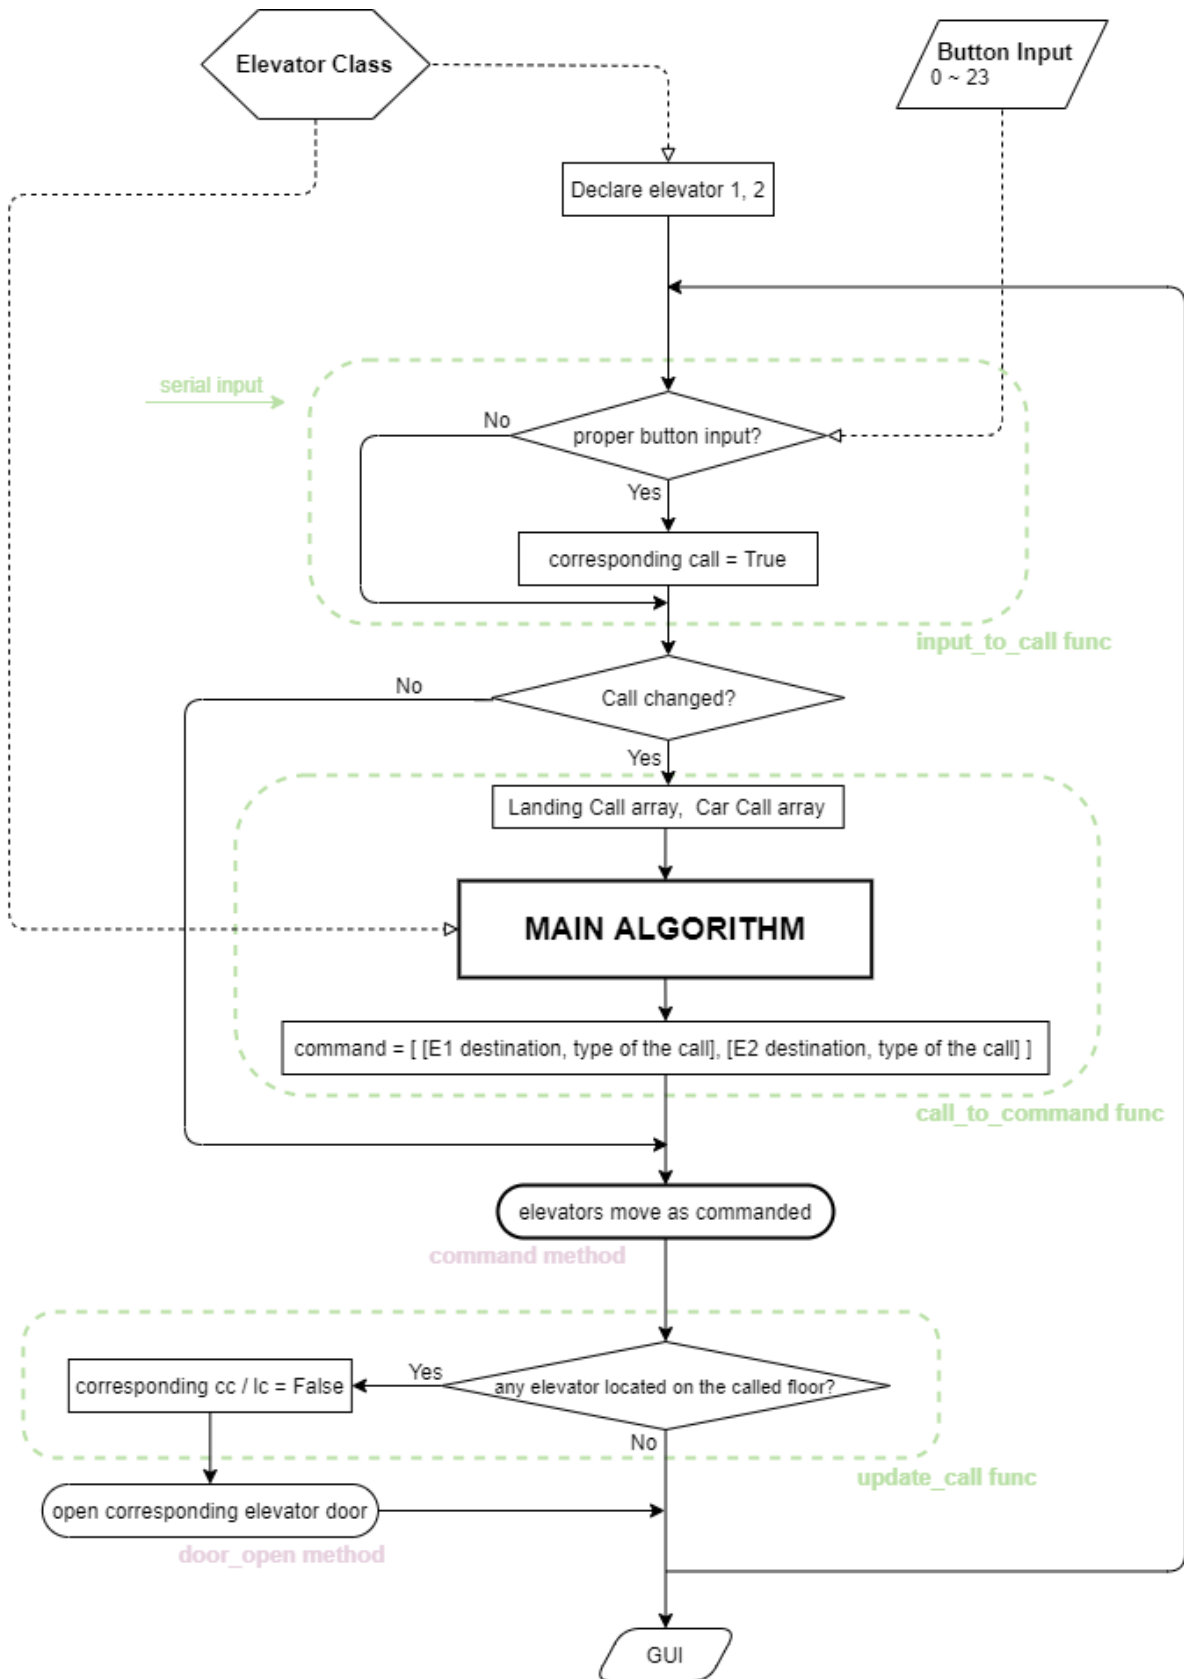 Elevator Class
Button Input
0 ~ 23
Declare elevator 1, 2
serial input
No
proper button input?
Yes
corresponding call = True
input_to_call func
No
Call changed?
Yes
Landing Call array,  Car Call array
MAIN ALGORITHM
command = [ [E1 destination, type of the call], [E2 destination, type of the call] ]
call_to_command func
elevators move as commanded
command method
Yes
corresponding cc / lc = False
any elevator located on the called floor?
No
update_call func
open corresponding elevator door
door_open method
GUI